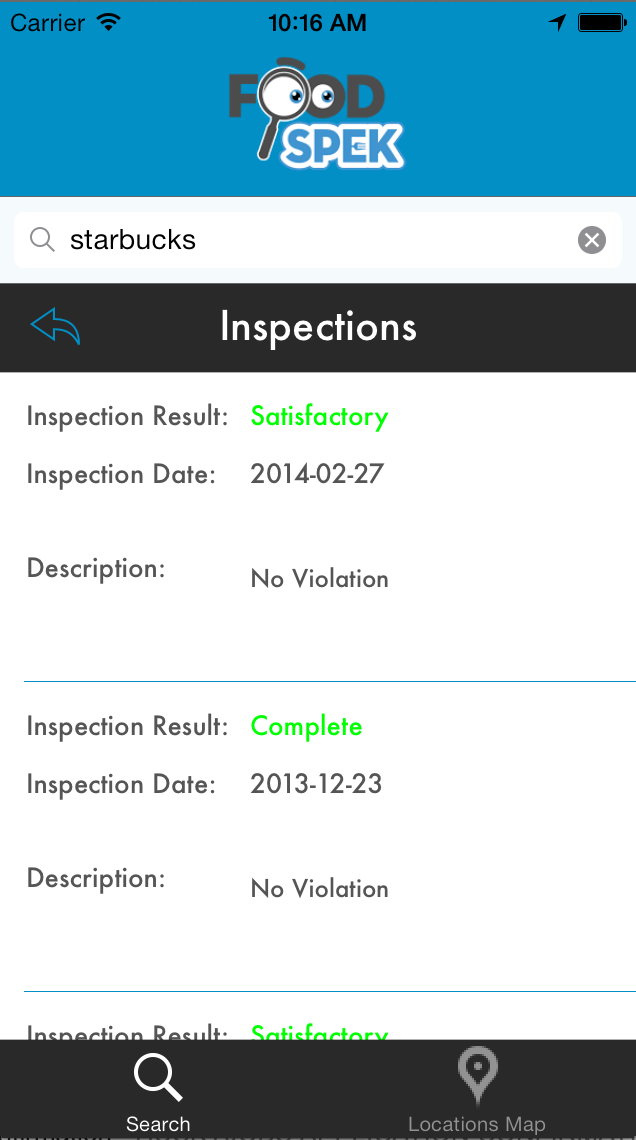 Carrier 10:16 AM
FOOD
SPEK
starbucks
Inspections
Inspection Result: Satisfactory
Inspection Date: 2014-02-27
Description: No Violation
Inspection Result: Complete
Inspection Date: 2013-12-23
Description: No Violation
Inspection Result: Satisfactory
Search Locations Map